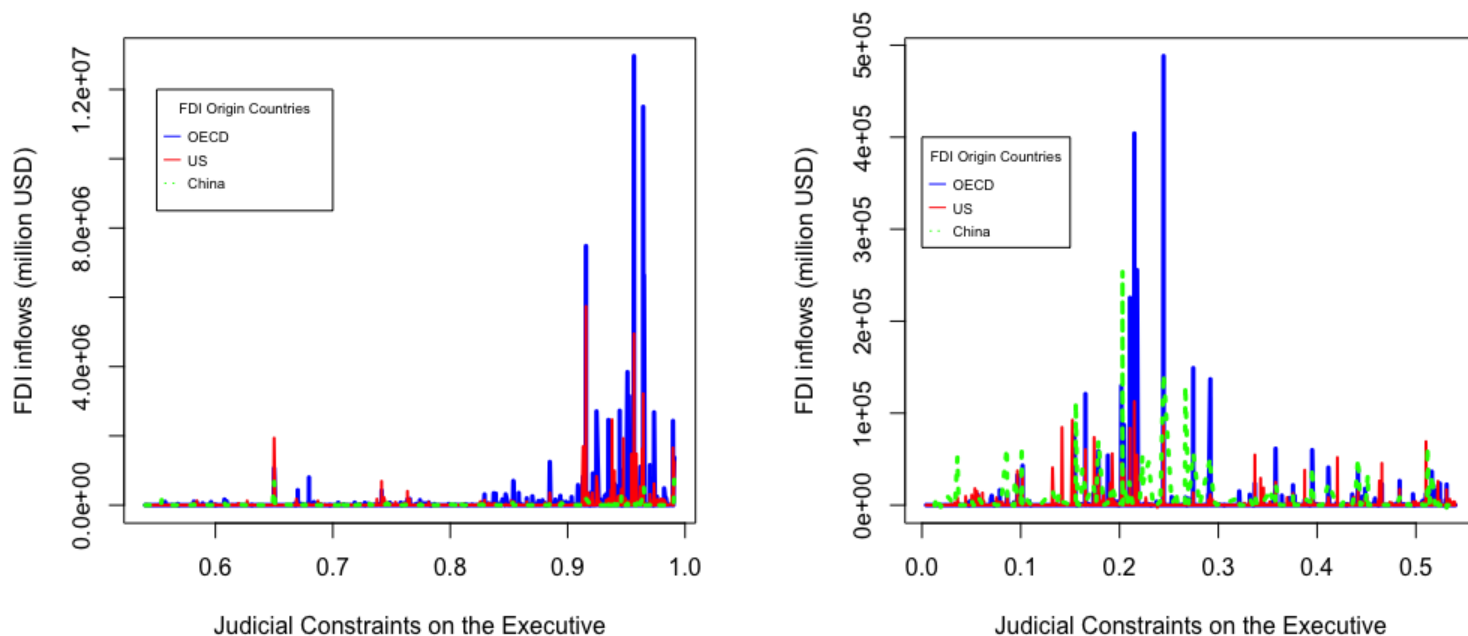 1.2e+07
8.0e+06
4.0e+06
0.0e+00
FDI inflows (million USD)
FDI Origin Countries
OECD
US
China
0.6 0.7 0.8 0.9 1.0
Judicial Constraints on the Executive
5e+05
4e+05
3e+05
2e+05
1e+05
0e+00
FDI inflows (million USD)
FDI Origin Countries
OECD
US
China
0.0 0.1 0.2 0.3 0.4 0.5
Judicial Constraints on the Executive